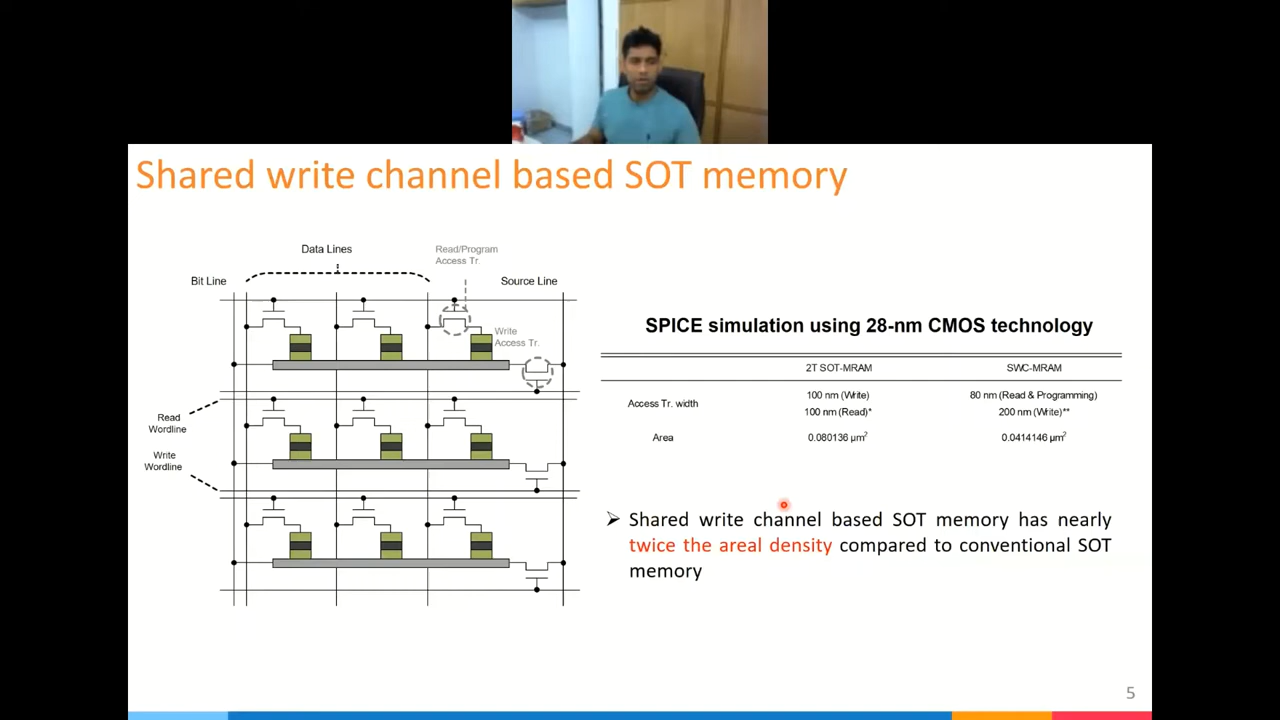 Shared write channel based SOT memory
Data Lines
Read/Program
Access Tr.
Bit Line
Source Line
Write
Access Tr.
Read
Wordline
Write
Wordline
SPICE simulation using 28-nm CMOS technology
2T SOT-MRAM
SWC-MRAM
Access Tr. width
100 nm (Write)
100 nm (Read)*
80 nm (Read & Programming)
200 nm (Write)**
Area
0.080136 µm²
0.0414146 µm²
➢ Shared write channel based SOT memory has nearly
twice the areal density compared to conventional SOT
memory
5